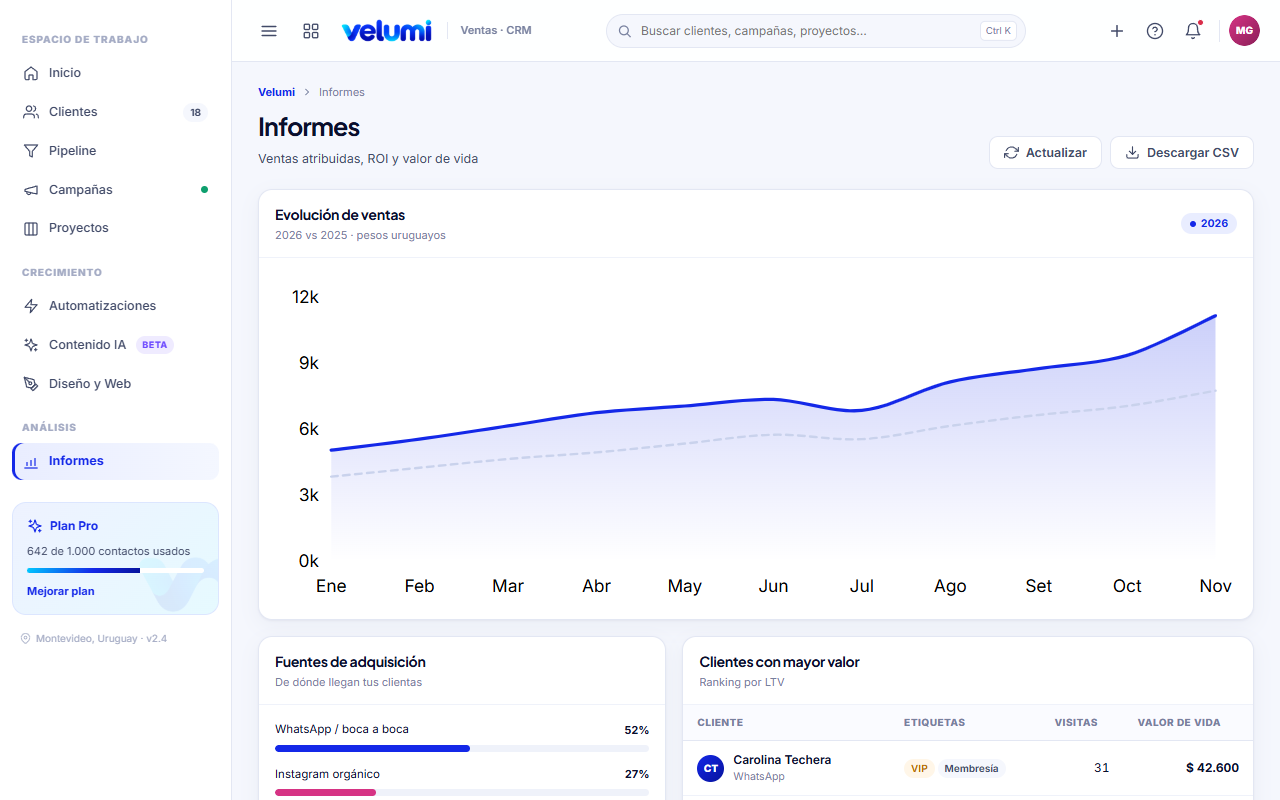 ESPACIO DE TRABAJO
Inicio
Clientes 18
Pipeline
Campañas
Proyectos
CRECIMIENTO
Automatizaciones
Contenido IA BETA
Diseño y Web
ANÁLISIS
Informes
Plan Pro
642 de 1.000 contactos usados
Mejorar plan
Montevideo, Uruguay · v2.4
velumi Ventas · CRM
Buscar clientes, campañas, proyectos... Ctrl K
MG
Velumi > Informes
Informes
Ventas atribuidas, ROI y valor de vida
Actualizar Descargar CSV
Evolución de ventas
2026 vs 2025 · pesos uruguayos
2026
12k
9k
6k
3k
0k
Ene Feb Mar Abr May Jun Jul Ago Set Oct Nov
Fuentes de adquisición
De dónde llegan tus clientas
WhatsApp / boca a boca 52%
Instagram orgánico 27%
Clientes con mayor valor
Ranking por LTV
CLIENTE ETIQUETAS VISITAS VALOR DE VIDA
CT Carolina Techera VIP Membresía 31 $ 42.600
WhatsApp